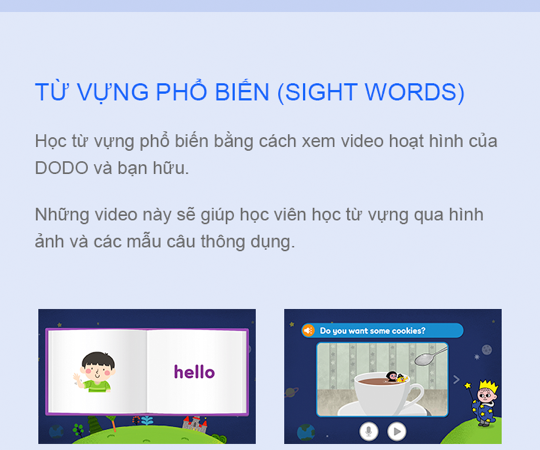 TỪ VỰNG PHỔ BIẾN (SIGHT WORDS)
Học từ vựng phổ biến bằng cách xem video hoạt hình của
DODO và bạn hữu.
Những video này sẽ giúp học viên học từ vựng qua hình
ảnh và các mẫu câu thông dụng.
hello
Do you want some cookies?